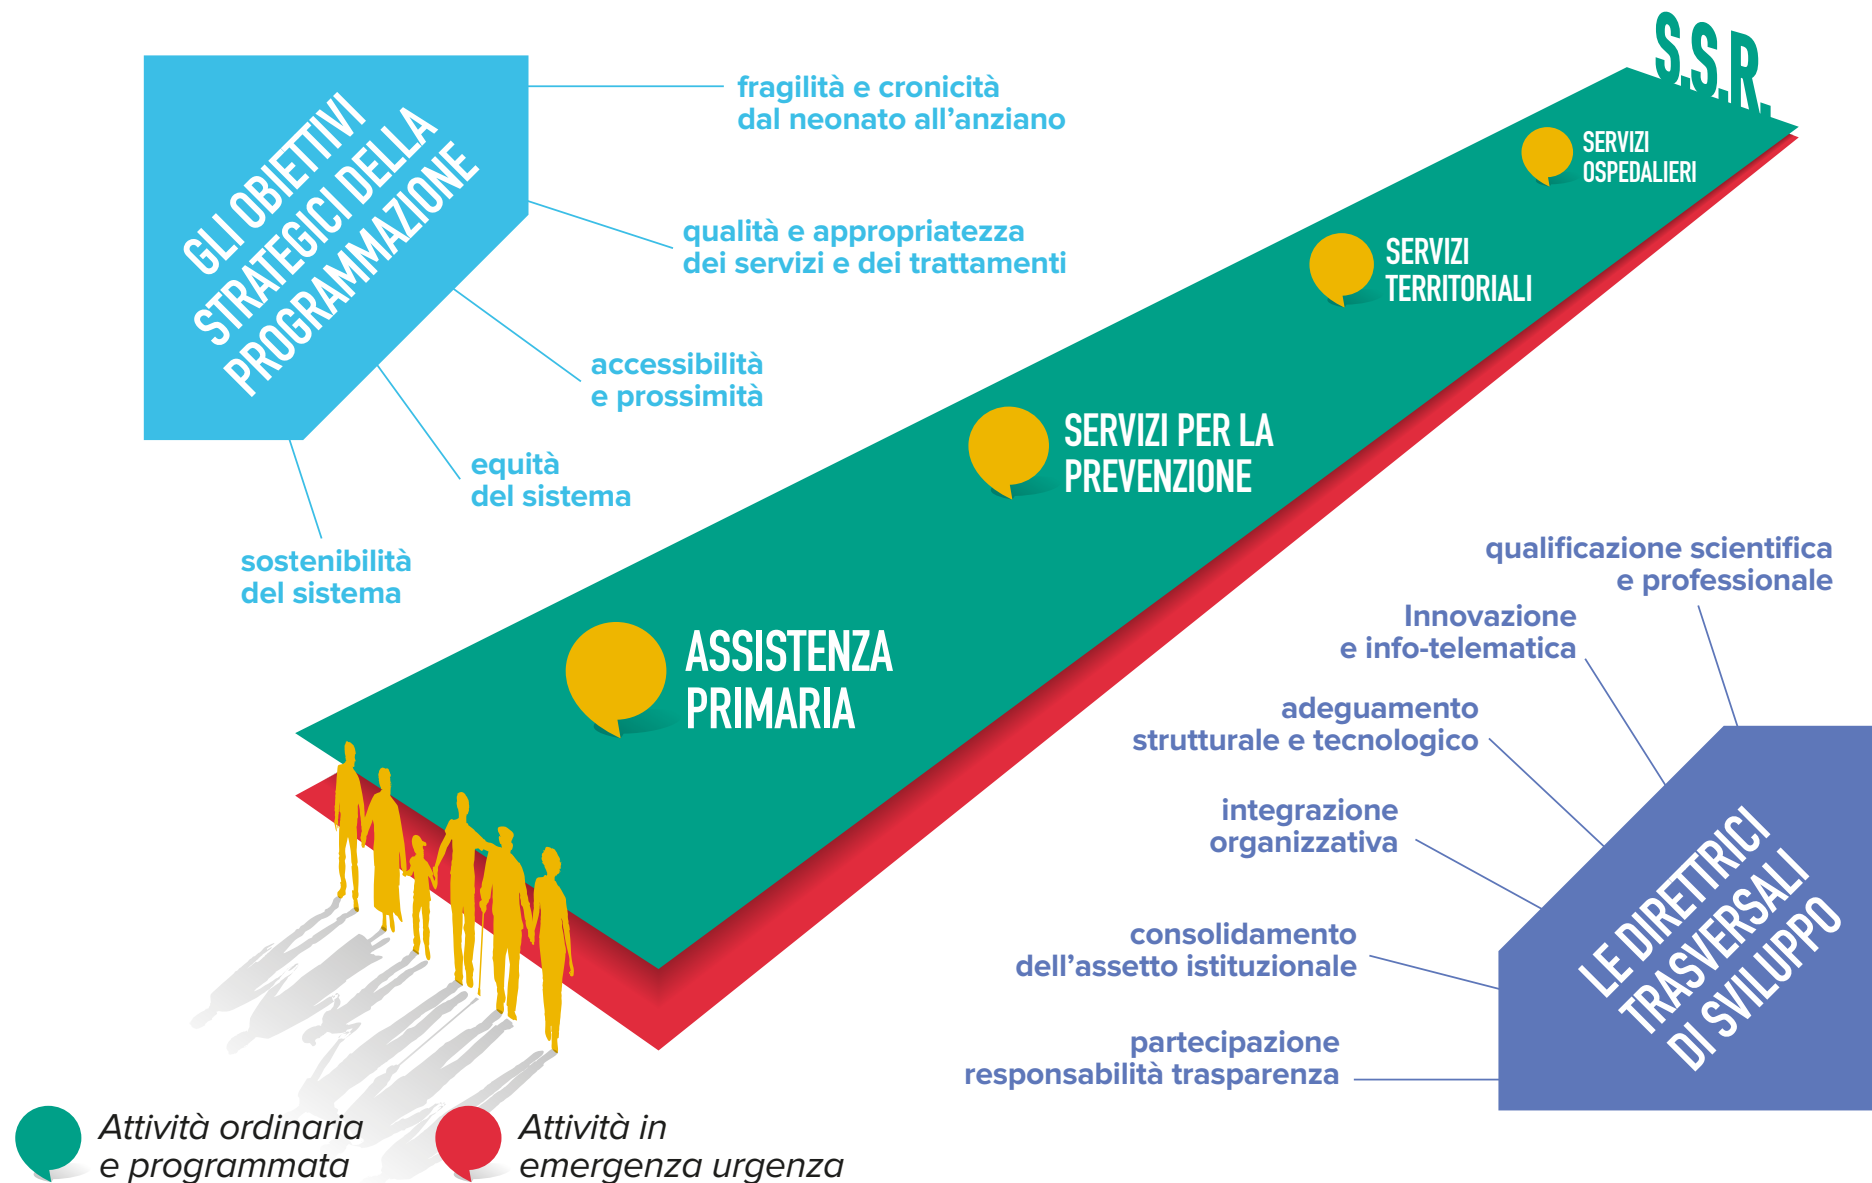 GLI OBIETTIVI
STRATEGICI DELLA
PROGRAMMAZIONE
fragilità e cronicità
dal neonato all'anziano
qualità e appropriatezza
dei servizi e dei trattamenti
accessibilità
e prossimità
equità
del sistema
sostenibilità
del sistema
S.S.R.
SERVIZI
OSPEDALIERI
SERVIZI
TERRITORIALI
SERVIZI PER LA
PREVENZIONE
ASSISTENZA
PRIMARIA
qualificazione scientifica
e professionale
Innovazione
e info-telematica
adeguamento
strutturale e tecnologico
integrazione
organizzativa
consolidamento
dell'assetto istituzionale
partecipazione
responsabilità trasparenza
LE DIRETTRICI
TRASVERSALI
DI SVILUPPO
Attività ordinaria
e programmata
Attività in
emergenza urgenza